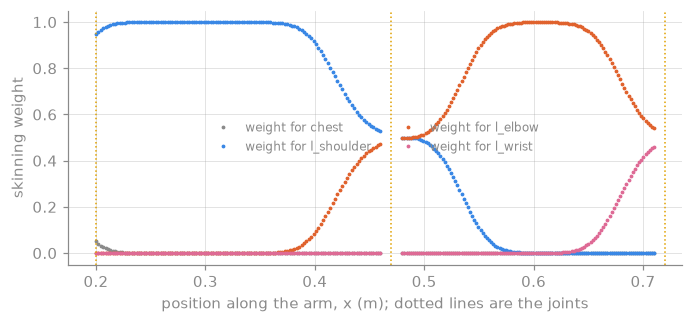 skinning weight
1.0
0.8
0.6
0.4
0.2
0.0
weight for chest
weight for l_shoulder
weight for l_elbow
weight for l_wrist
0.2 0.3 0.4 0.5 0.6 0.7
position along the arm, x (m); dotted lines are the joints